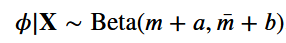 ϕ|X ∼ Beta(m + a, m̄ + b)